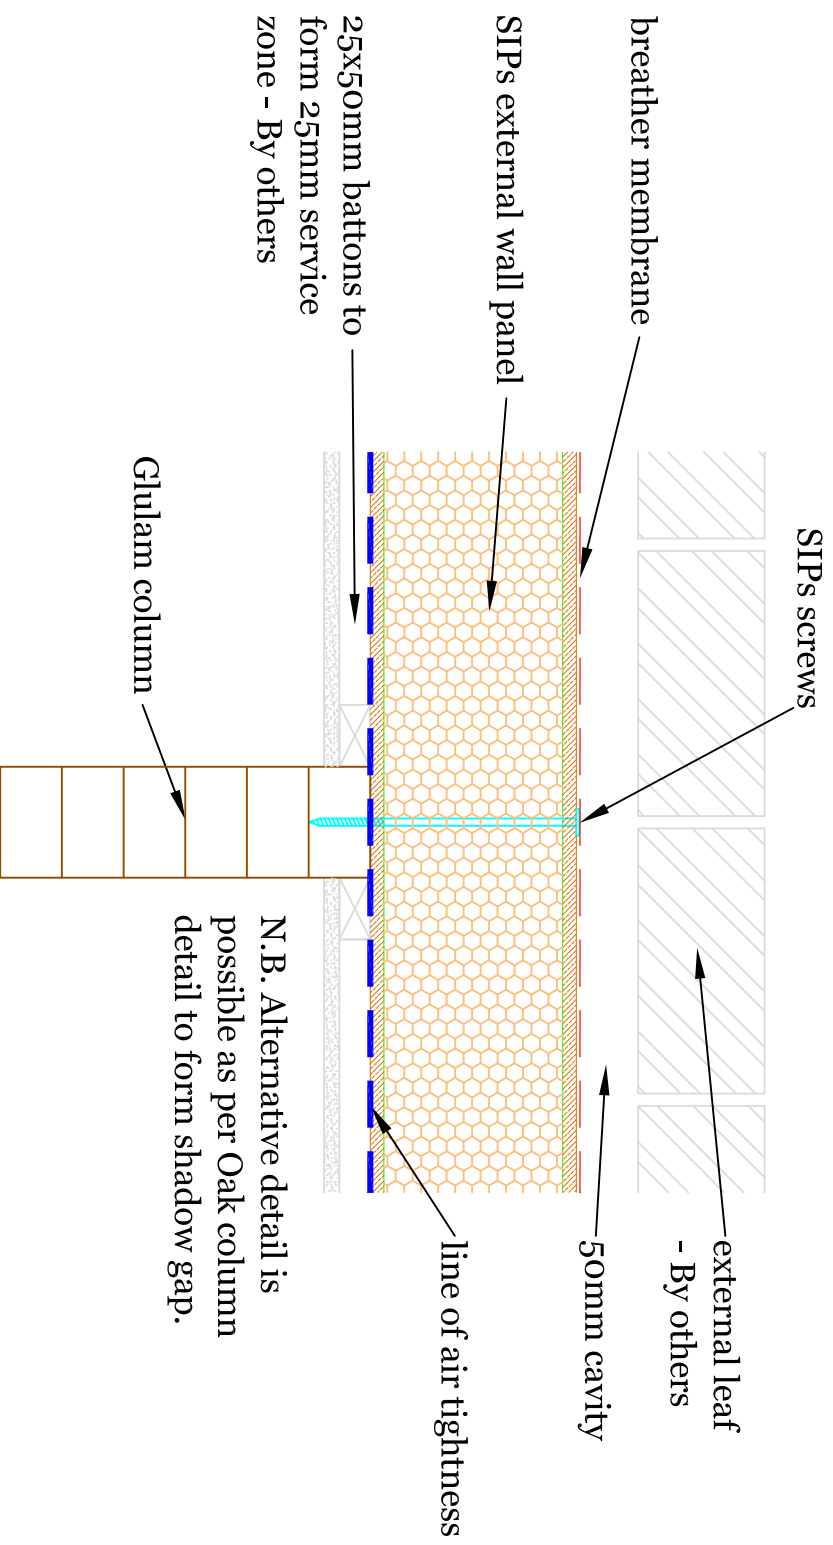 SIPs screws
external leaf
- By others
breather membrane
50mm cavity
SIPs external wall panel
line of air tightness
25x50mm battons to
form 25mm service
zone - By others
N.B. Alternative detail is
possible as per Oak column
detail to form shadow gap.
Glulam column